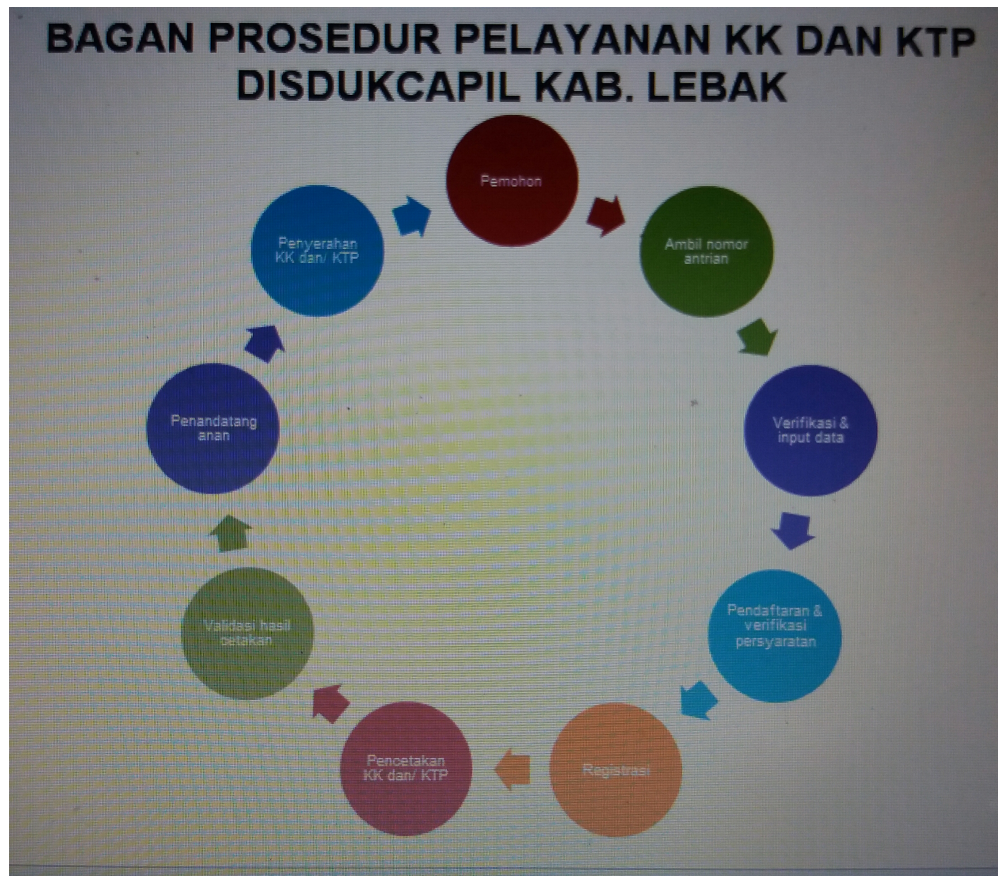 BAGAN PROSEDUR PELAYANAN KK DAN KTP
DISDUKCAPIL KAB. LEBAK
Pemohon
Ambil nomor
antrian
Verifikasi &
input data
Pendaftaran &
verifikasi
persyaratan
Registrasi
Pencetakan
KK dan/ KTP
Validasi hasil
cetakan
Penandatang
anan
Penyerahan
KK dan/ KTP